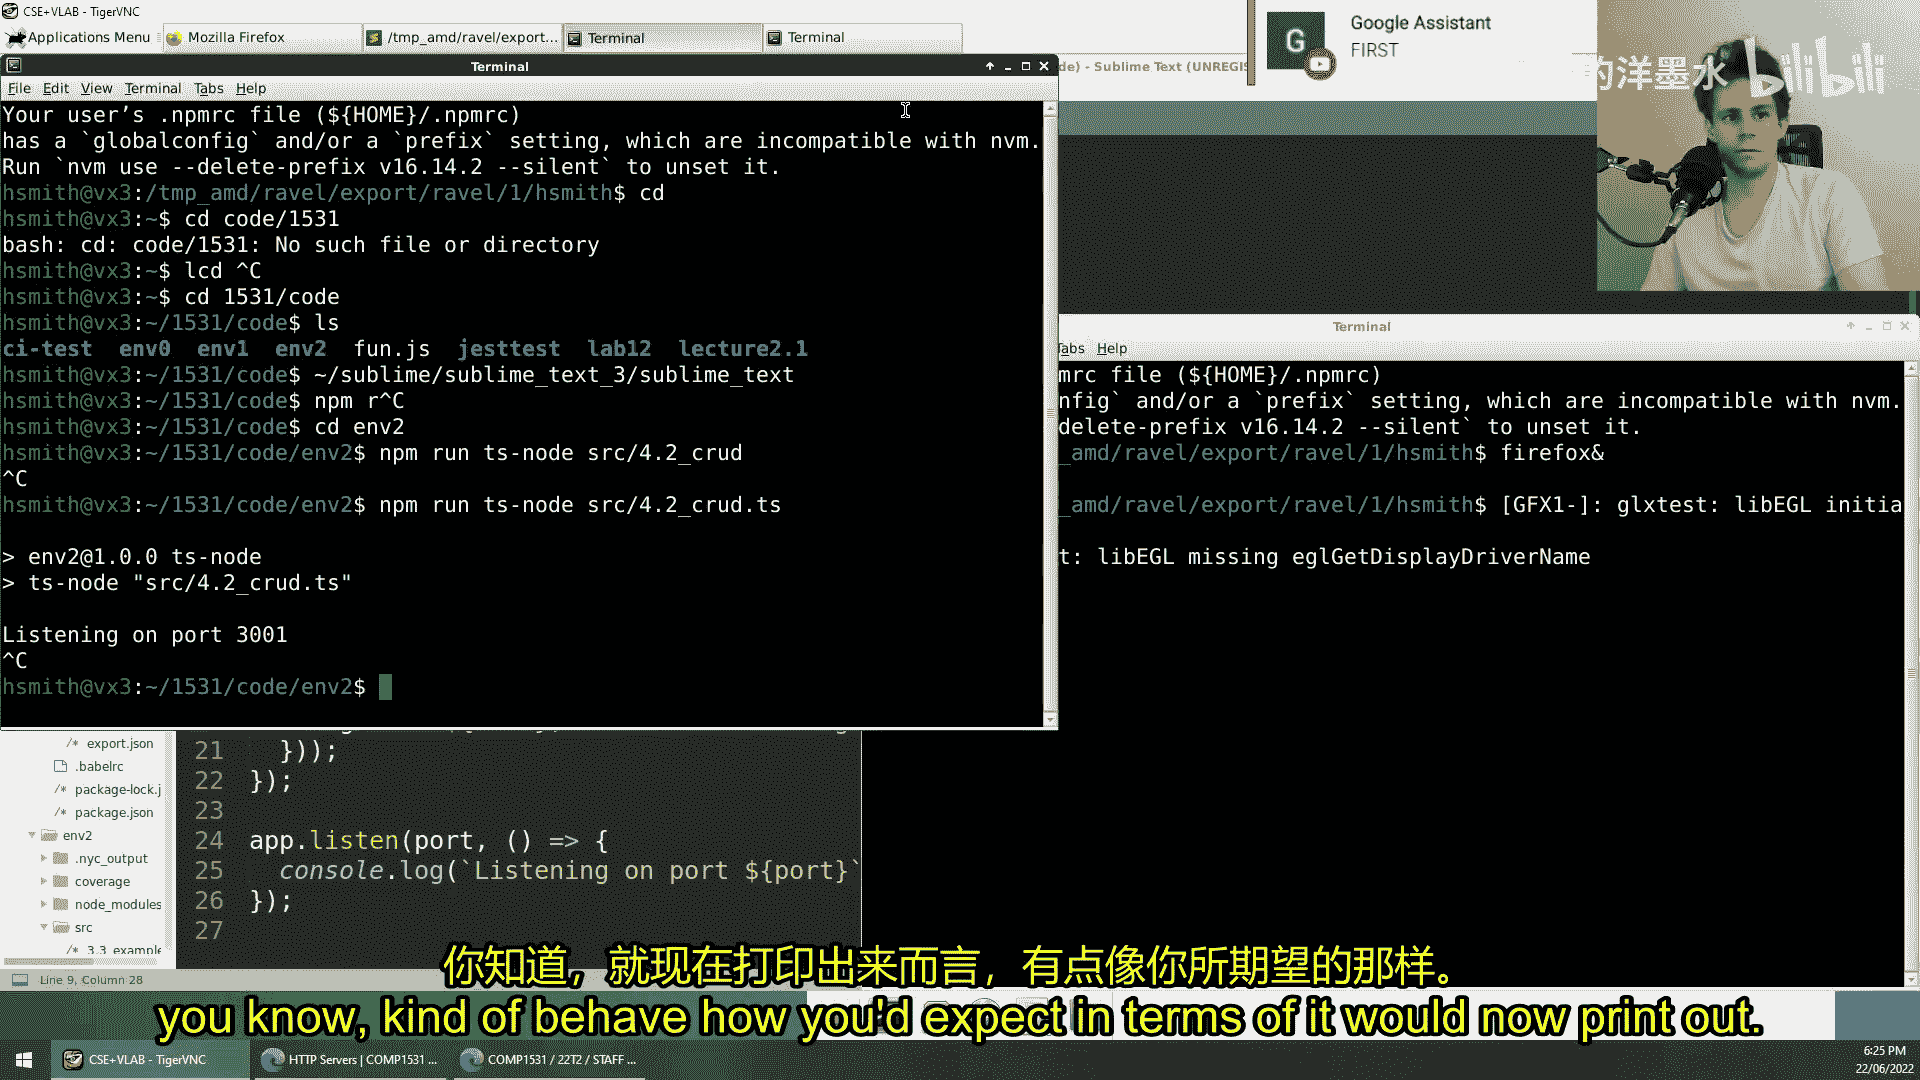 CSE+VLAB - TigerVNC
Applications Menu
Mozilla Firefox
/tmp_amd/ravel/export...
Terminal
Terminal
Google Assistant
FIRST
G
的洋墨水 bilibili
Terminal
de) - Sublime Text (UNREGIS
File Edit View Terminal Tabs Help
Your user's .npmrc file (${HOME}/.npmrc)
has a `globalconfig` and/or a `prefix` setting, which are incompatible with nvm.
Run `nvm use --delete-prefix v16.14.2 --silent` to unset it.
hsmith@vx3:/tmp_amd/ravel/export/ravel/1/hsmith$ cd
hsmith@vx3:~$ cd code/1531
bash: cd: code/1531: No such file or directory
hsmith@vx3:~$ lcd ^C
hsmith@vx3:~$ cd 1531/code
hsmith@vx3:~/1531/code$ ls
ci-test env0 env1 env2 fun.js jesttest lab12 lecture2.1
hsmith@vx3:~/1531/code$ ~/sublime/sublime_text_3/sublime_text
hsmith@vx3:~/1531/code$ npm r^C
hsmith@vx3:~/1531/code$ cd env2
hsmith@vx3:~/1531/code/env2$ npm run ts-node src/4.2_crud
^C
hsmith@vx3:~/1531/code/env2$ npm run ts-node src/4.2_crud.ts
> env2@1.0.0 ts-node
> ts-node "src/4.2_crud.ts"
Listening on port 3001
^C
hsmith@vx3:~/1531/code/env2$
Terminal
Tabs Help
mrc file (${HOME}/.npmrc)
nfig` and/or a `prefix` setting, which are incompatible with nvm.
delete-prefix v16.14.2 --silent` to unset it.
_amd/ravel/export/ravel/1/hsmith$ firefox&
_amd/ravel/export/ravel/1/hsmith$ [GFX1-]: glxtest: libEGL initia
t: libEGL missing eglGetDisplayDriverName
/* export.json
.babelrc
/* package-lock.j
/* package.json
env2
.nyc_output
coverage
node_modules
src
/* 3.3_example
21 }));
22 });
23
24 app.listen(port, () => {
25 console.log(`Listening on port ${port}`
26 });
27
Line 9, Column 28
你知道，就现在打印出来而言，有点像你所期望的那样。
you know, kind of behave how you'd expect in terms of it would now print out.
CSE+VLAB - TigerVNC
HTTP Servers | COMP1531 ...
COMP1531 / 22T2 / STAFF ...
6:25 PM
22/06/2022